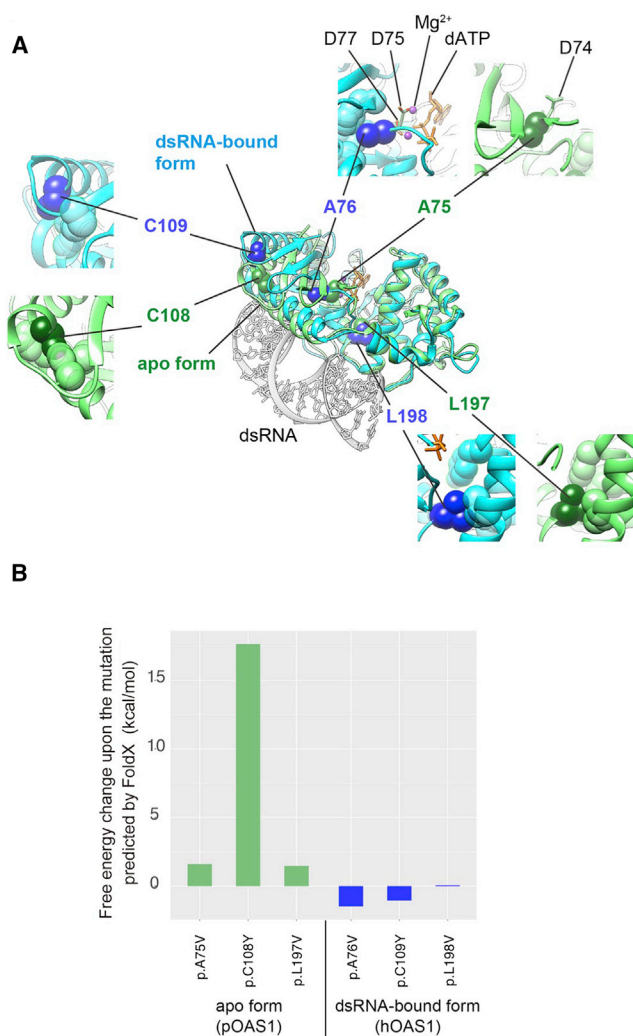 A
D77
D75
Mg2+
dATP
D74
dsRNA-bound
form
C109
A76
A75
C108
apo form
dsRNA
L198
L197
B
Free energy change upon the mutation
predicted by FoldX (kcal/mol)
15
10
5
0
p.A75V
p.C108Y
p.L197V
p.A76V
p.C109Y
p.L198V
apo form
(pOAS1)
dsRNA-bound form
(hOAS1)